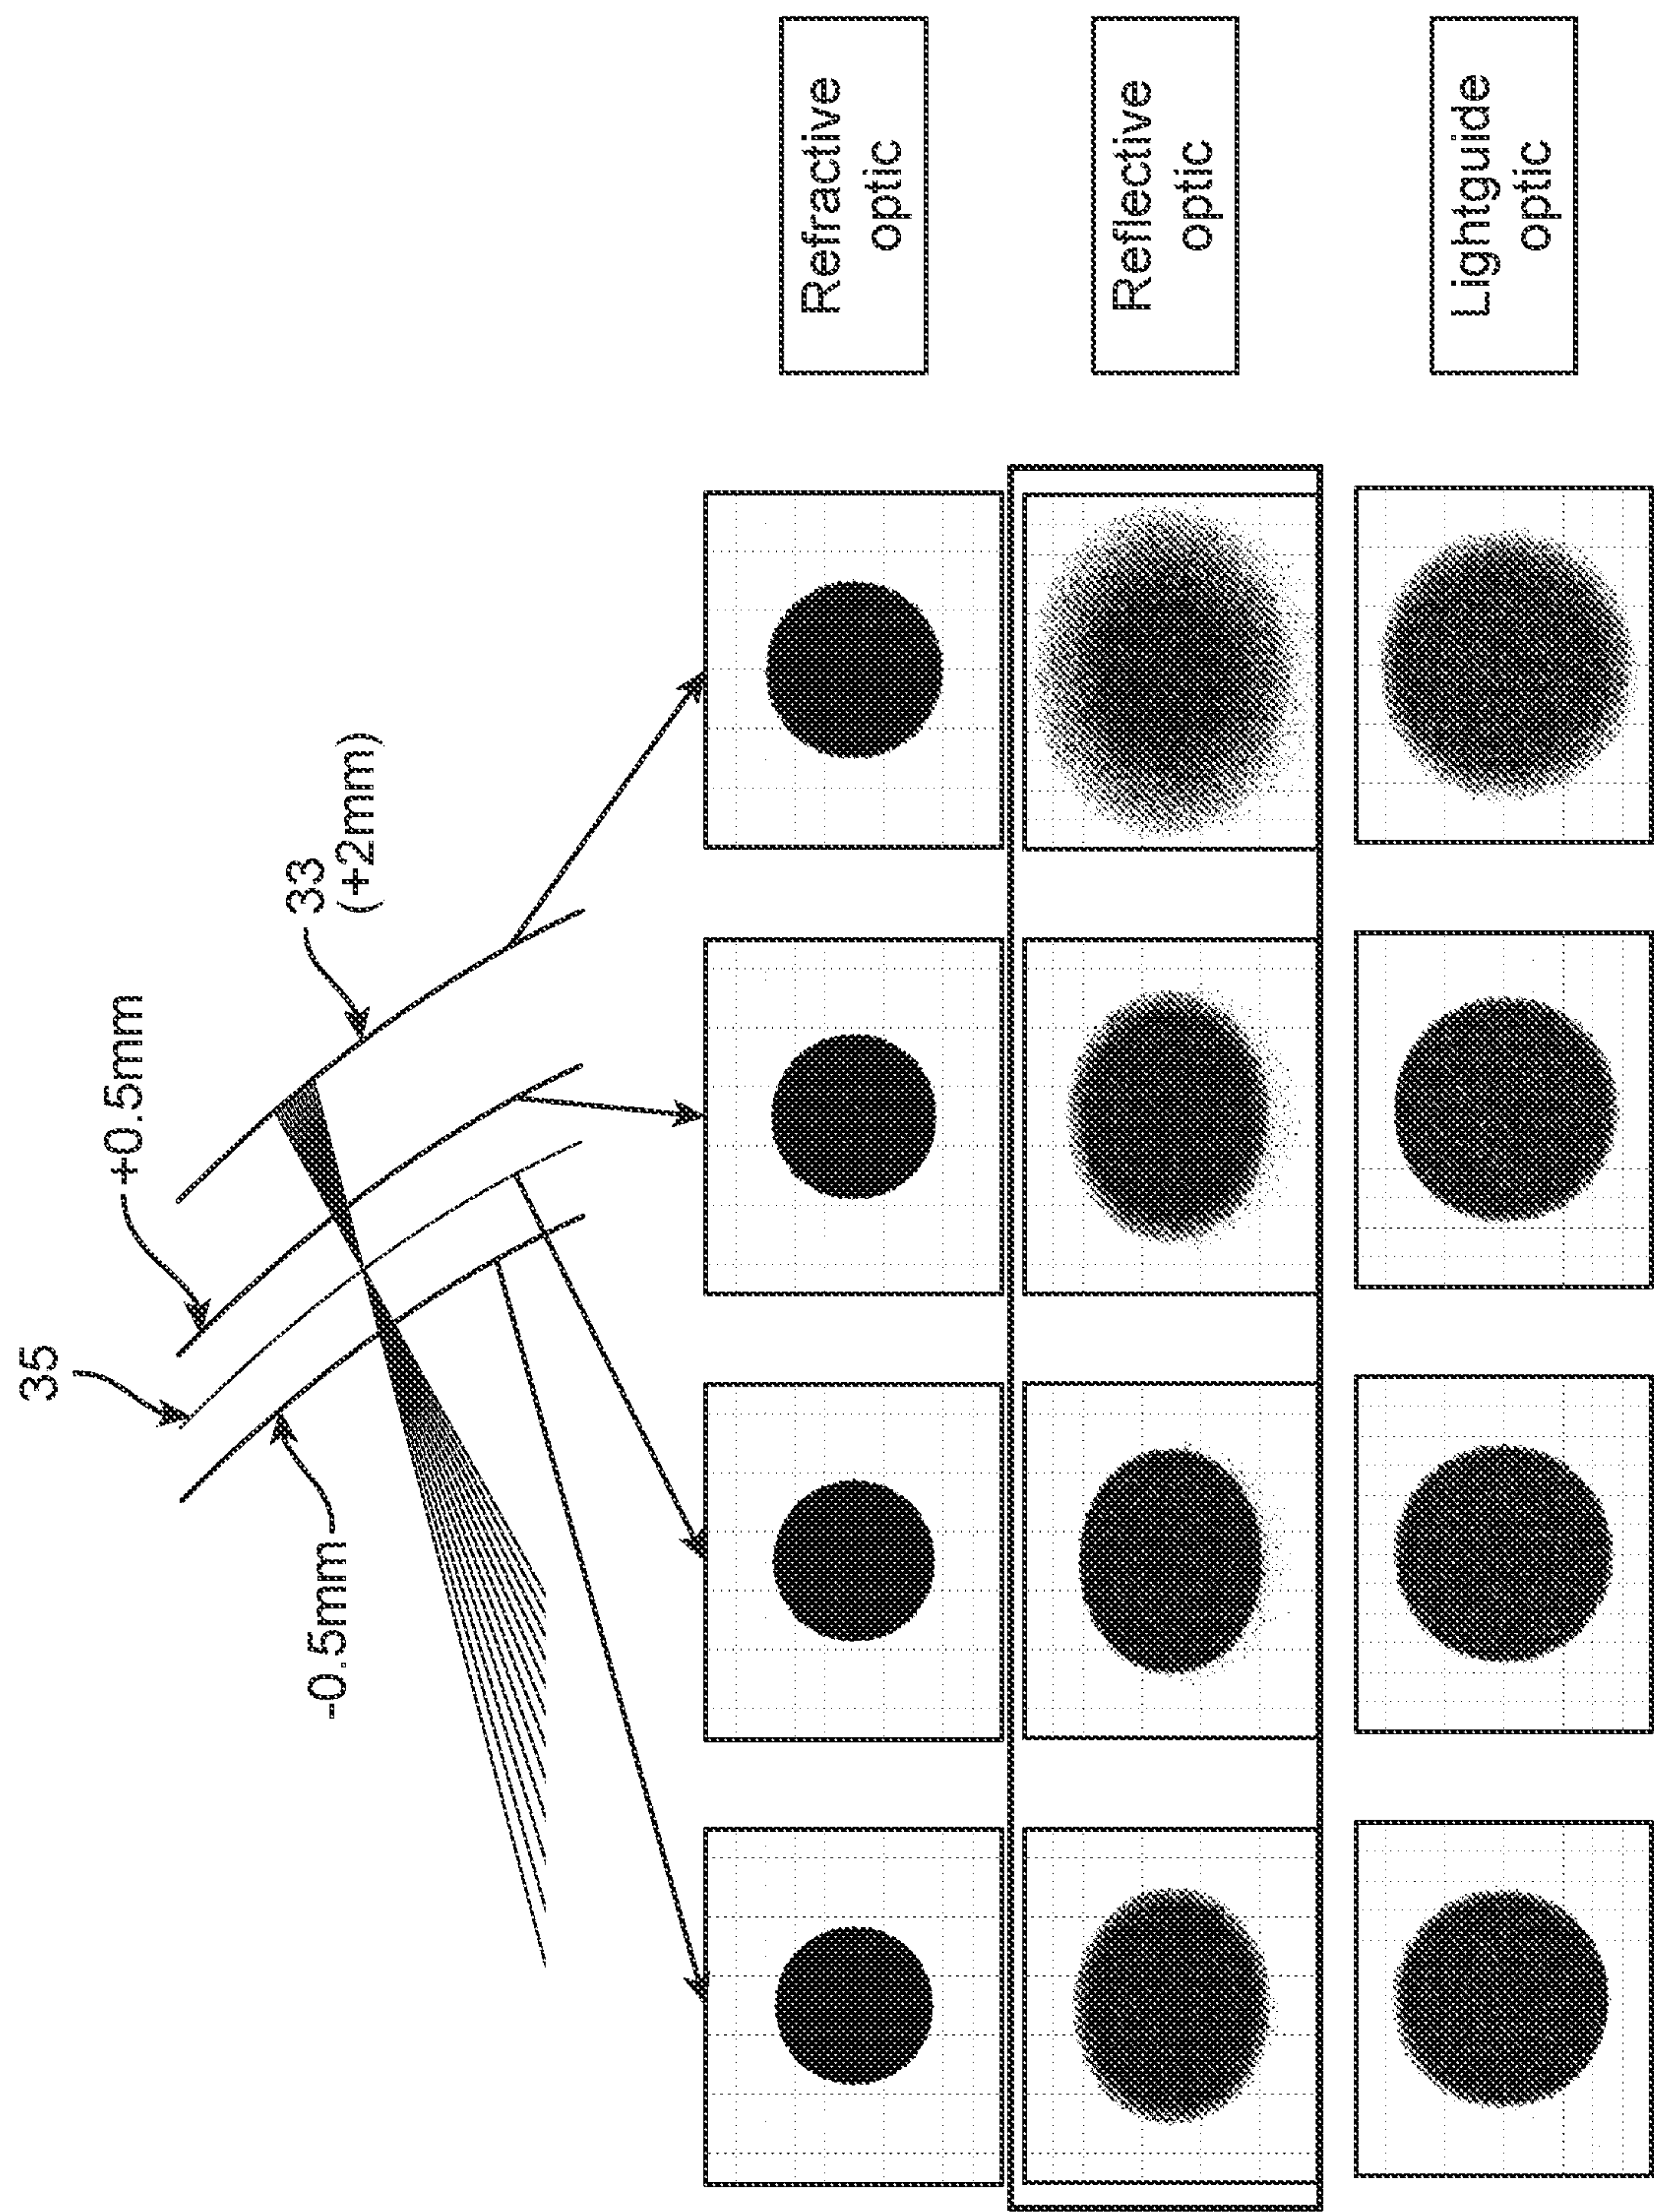 35
+0.5mm
-0.5mm
33
(+2mm)
Refractive
optic
Reflective
optic
Lightguide
optic